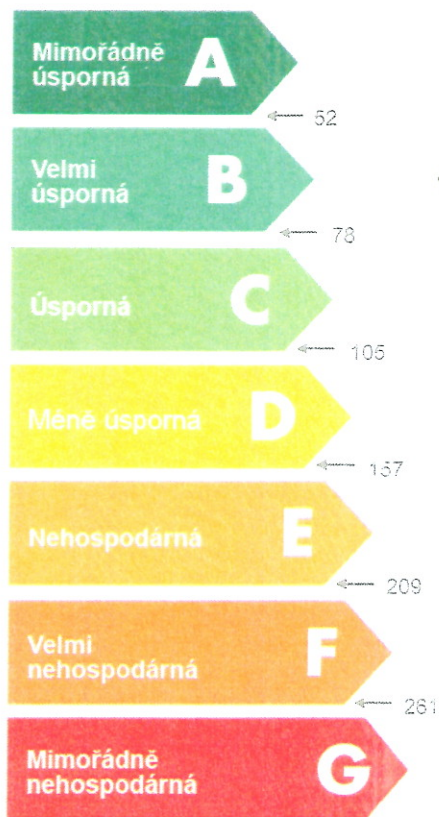 Mimořádně
úsporná
A
52
Velmi
úsporná
B
78
Úsporná
C
105
Méně úsporná
D
157
Nehospodárná
E
209
Velmi
nehospodárná
F
261
Mimořádně
nehospodárná
G